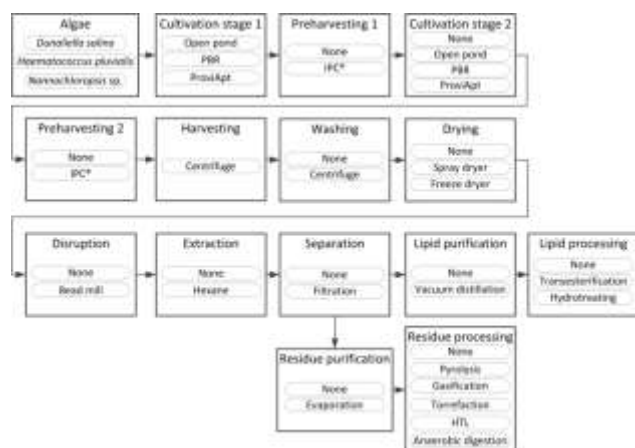 Algae
Dunaliella salina
Haematococcus pluvialis
Nannochloropsis sp.
Cultivation stage 1
Open pond
PBR
ProviApt
Preharvesting 1
None
IPC*
Cultivation stage 2
None
Open pond
PBR
ProviApt
Preharvesting 2
None
IPC*
Harvesting
Centrifuge
Washing
None
Centrifuge
Drying
None
Spray dryer
Freeze dryer
Disruption
None
Bead mill
Extraction
None
Hexane
Separation
None
Filtration
Lipid purification
None
Vacuum distillation
Lipid processing
None
Transesterification
Hydrotreating
Residue purification
None
Evaporation
Residue processing
None
Pyrolysis
Gasification
Torrefaction
HTL
Anaerobic digestion